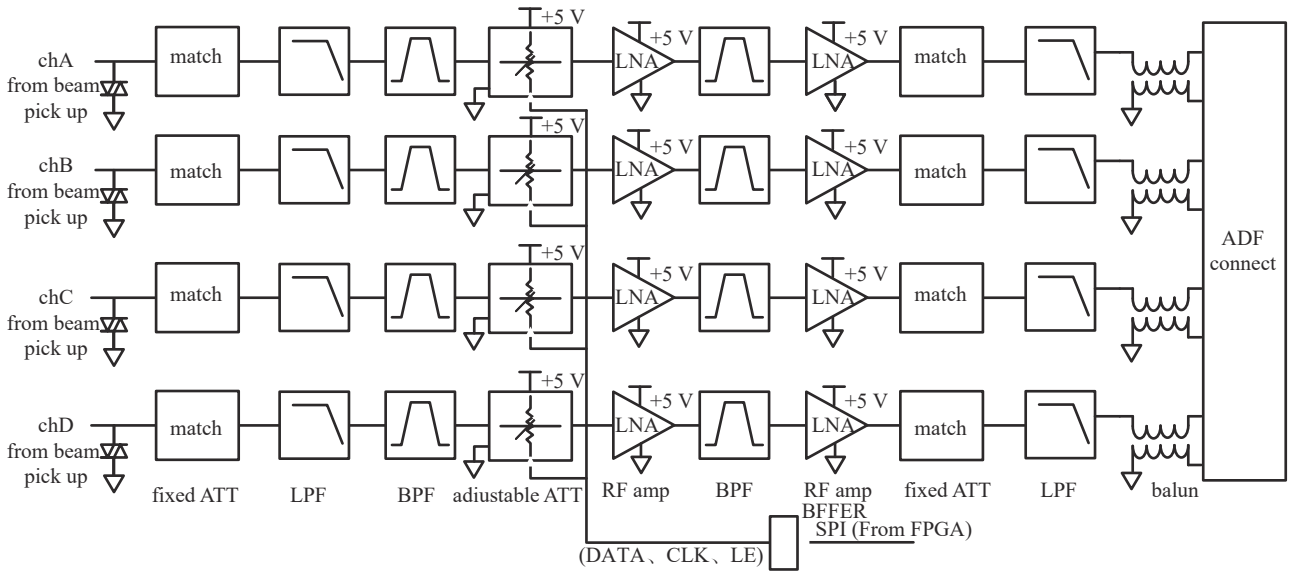 +5 V
chA
from beam
pick up
match
LNA
+5 V
LNA
+5 V
match
+5 V
chB
from beam
pick up
match
LNA
+5 V
LNA
+5 V
match
+5 V
chC
from beam
pick up
match
LNA
+5 V
LNA
+5 V
match
+5 V
chD
from beam
pick up
match
LNA
+5 V
LNA
+5 V
match
ADF
connect
fixed ATT
LPF
BPF
adiustable ATT
RF amp
BPF
RF amp
BFFER
fixed ATT
LPF
balun
SPI (From FPGA)
(DATA、CLK、LE)